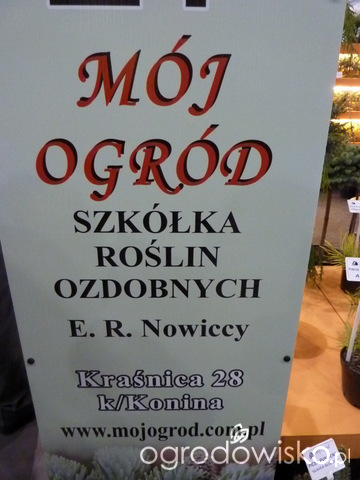 MÓJ
OGRÓD
SZKÓŁKA
ROŚLIN
OZDOBNYCH
E. R. Nowiccy
Kraśnica 28
k/Konina
www.mojogrod.com.pl
ogrodowisko.pl